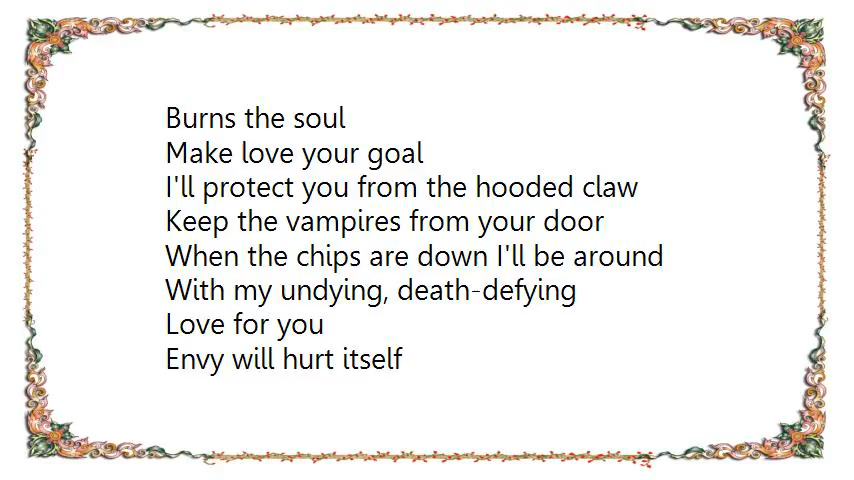 Burns the soul
Make love your goal
I'll protect you from the hooded claw
Keep the vampires from your door
When the chips are down I'll be around
With my undying, death-defying
Love for you
Envy will hurt itself